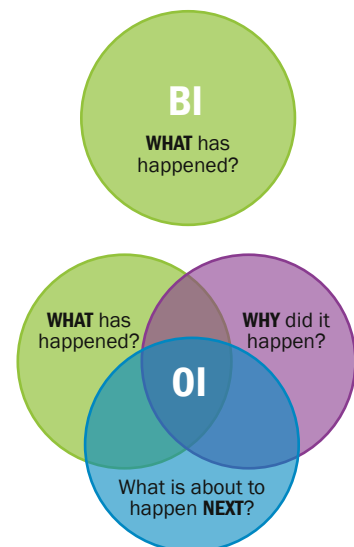 BI
WHAT has
happened?
WHAT has
happened?
WHY did it
happen?
OI
What is about to
happen NEXT?